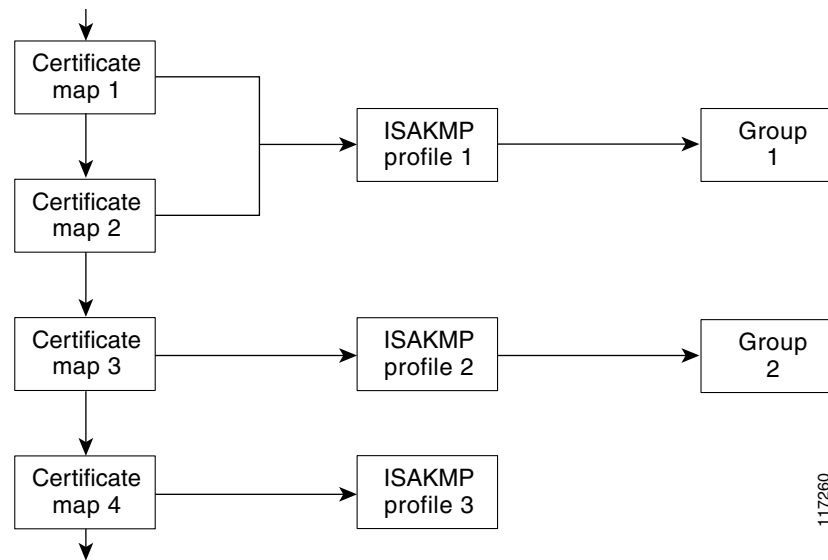 Certificate
map 1
ISAKMP
profile 1
Group
1
Certificate
map 2
Certificate
map 3
ISAKMP
profile 2
Group
2
Certificate
map 4
ISAKMP
profile 3
117260